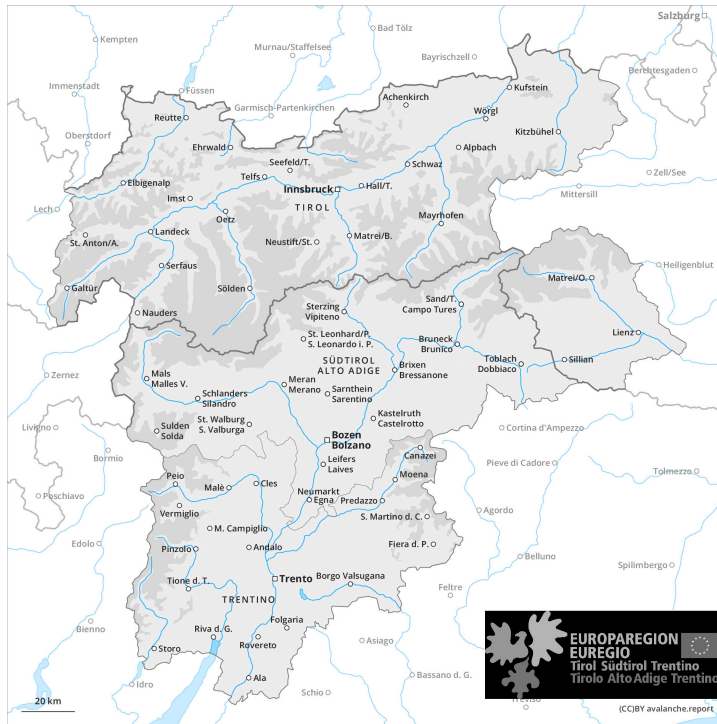 Salzburg
Kempten
Bad Tölz
Murnau/Staffelsee
Bayrischzell
Berchtesgaden
Immenstadt
Füssen
Kufstein
Achenkirch
Garmisch-Partenkirchen
Wörgl
Reutte
Oberstdorf
Kitzbühel
Ehrwald
Alpbach
Seefeld/T.
Schwaz
Telfs
Zell/See
Elbigenalp
Innsbruck
Hall/T.
Mittersill
Imst
TIROL
Lech
Oetz
Mayrhofen
Landeck
Matrei/B.
St. Anton/A.
Neustift/St.
Serfaus
Heiligenblut
Matrei/O.
Galtür
Sölden
Sand/T.
Campo Tures
Nauders
Sterzing
Vipiteno
Lienz
St. Leonhard/P.
S. Leonardo i. P.
Bruneck
Brunico
SÜDTIROL
ALTO ADIGE
Toblach
Dobbiaco
Sillian
Brixen
Bressanone
Zernez
Mals
Malles V.
Meran
Merano
Sarnthein
Sarentino
Schlanders
Silandro
Kastelruth
Castelrotto
St. Walburg
S. Valburga
Livigno
Sulden
Solda
Cortina d'Ampezzo
Bozen
Bolzano
Bormio
Canazei
Leifers
Laives
Pieve di Cadore
Tolmezzo
Peio
Moena
Malè
Cles
Neumarkt
Egna
Predazzo
Poschiavo
Vermiglio
Agordo
S. Martino d. C.
M. Campiglio
Edolo
Pinzolo
Andalo
Fiera d. P.
Belluno
Spilimbergo
Trento
Borgo Valsugana
Tione d. T.
Feltre
TRENTINO
Folgaria
Bienno
Riva d. G.
Rovereto
Asiago
Storo
Ala
Bassano d. G.
Idro
Schio
Treviso
EUROPAREGION
EUREGIO
Tirol Südtirol Trentino
Tirolo Alto Adige Trentino
20 km
(CC)BY avalanche.report